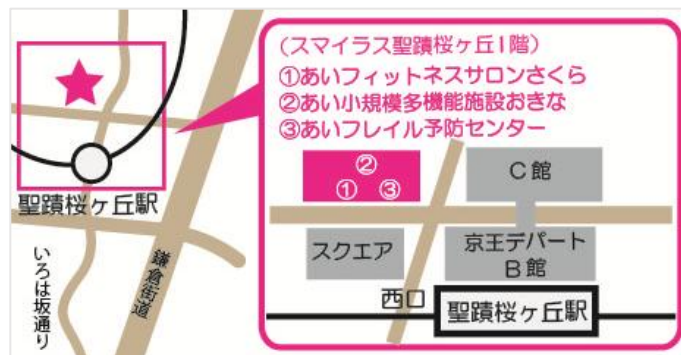 聖蹟桜ヶ丘駅
いろは坂通り
鎌倉街道
(スマイラス聖蹟桜ヶ丘1階)
①あいフィットネスサロンさくら
②あい小規模多機能施設おきな
③あいフレイル予防センター
②
① ③
C館
スクエア
京王デパート
B館
西口
聖蹟桜ヶ丘駅